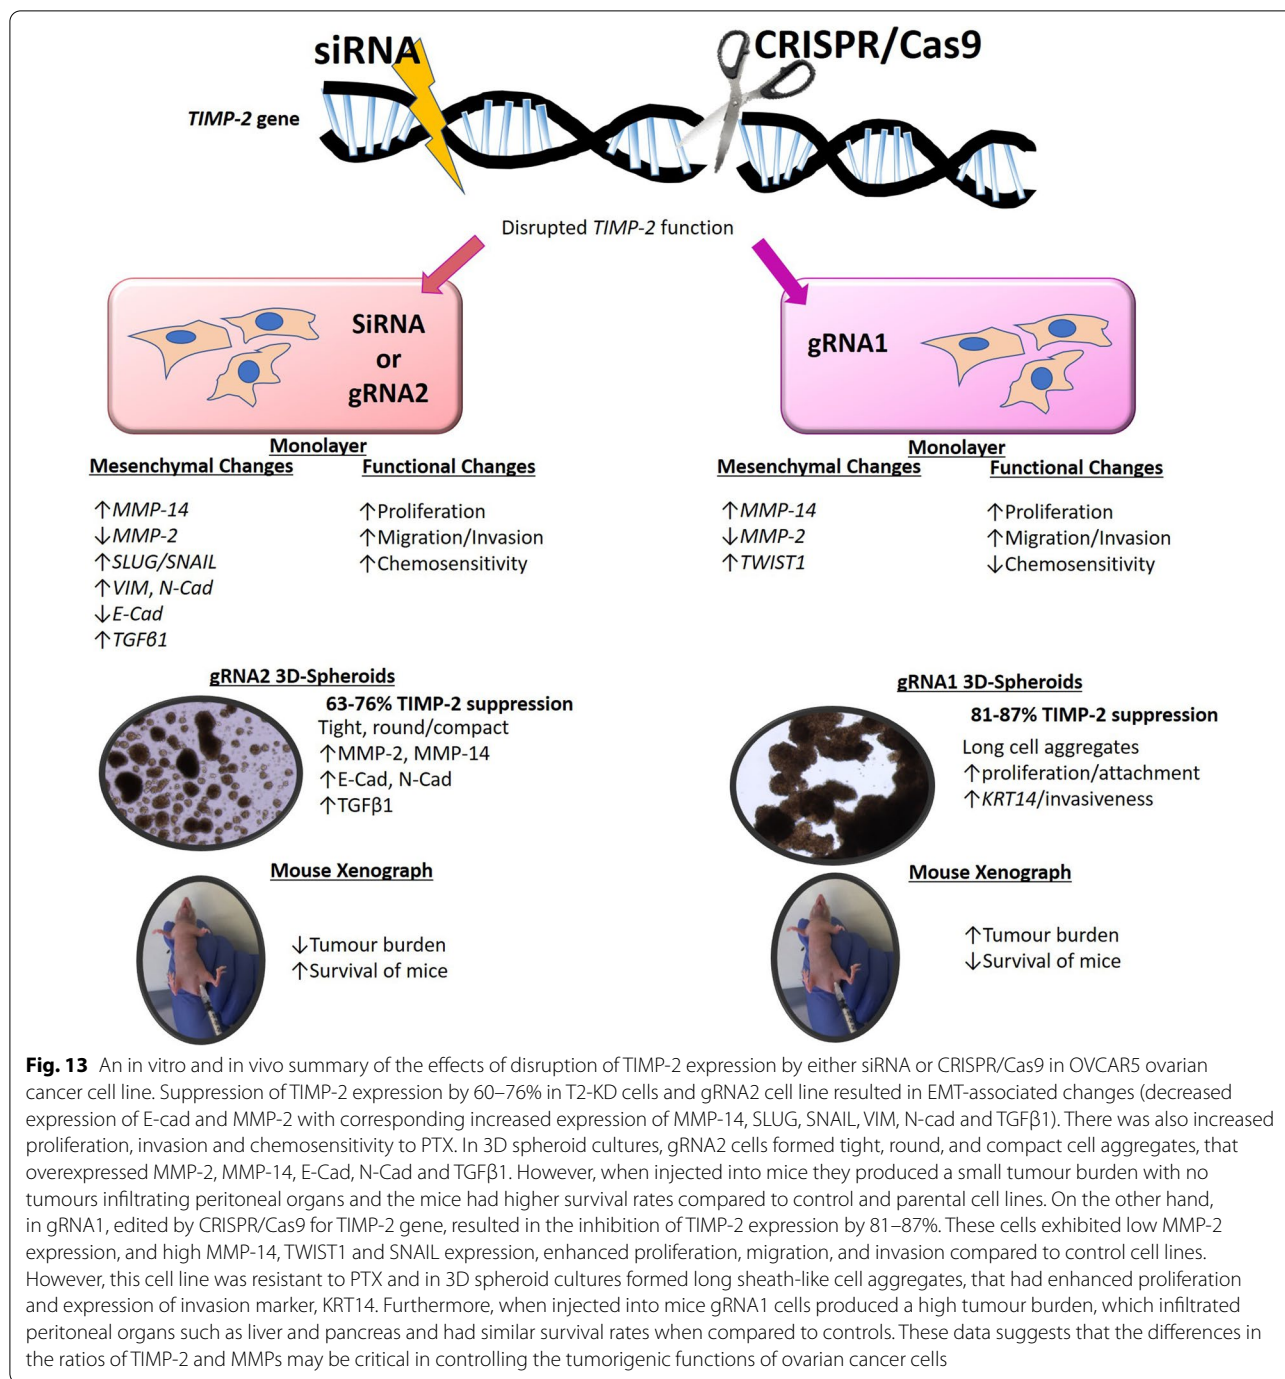 siRNA
CRISPR/Cas9
TIMP-2 gene
Disrupted TIMP-2 function
SiRNA
or
gRNA2
Monolayer
Mesenchymal Changes
↑MMP-14
↓MMP-2
↑SLUG/SNAIL
↑VIM, N-Cad
↓E-Cad
↑TGFβ1
Functional Changes
↑Proliferation
↑Migration/Invasion
↑Chemosensitivity
gRNA2 3D-Spheroids
63-76% TIMP-2 suppression
Tight, round/compact
↑MMP-2, MMP-14
↑E-Cad, N-Cad
↑TGFβ1
Mouse Xenograph
↓Tumour burden
↑Survival of mice
gRNA1
Monolayer
Mesenchymal Changes
↑MMP-14
↓MMP-2
↑TWIST1
Functional Changes
↑Proliferation
↑Migration/Invasion
↓Chemosensitivity
gRNA1 3D-Spheroids
81-87% TIMP-2 suppression
Long cell aggregates
↑proliferation/attachment
↑KRT14/invasiveness
Mouse Xenograph
↑Tumour burden
↓Survival of mice
Fig. 13 An in vitro and in vivo summary of the effects of disruption of TIMP-2 expression by either siRNA or CRISPR/Cas9 in OVCAR5 ovarian
cancer cell line. Suppression of TIMP-2 expression by 60–76% in T2-KD cells and gRNA2 cell line resulted in EMT-associated changes (decreased
expression of E-cad and MMP-2 with corresponding increased expression of MMP-14, SLUG, SNAIL, VIM, N-cad and TGFβ1). There was also increased
proliferation, invasion and chemosensitivity to PTX. In 3D spheroid cultures, gRNA2 cells formed tight, round, and compact cell aggregates, that
overexpressed MMP-2, MMP-14, E-Cad, N-Cad and TGFβ1. However, when injected into mice they produced a small tumour burden with no
tumours infiltrating peritoneal organs and the mice had higher survival rates compared to control and parental cell lines. On the other hand,
in gRNA1, edited by CRISPR/Cas9 for TIMP-2 gene, resulted in the inhibition of TIMP-2 expression by 81–87%. These cells exhibited low MMP-2
expression, and high MMP-14, TWIST1 and SNAIL expression, enhanced proliferation, migration, and invasion compared to control cell lines.
However, this cell line was resistant to PTX and in 3D spheroid cultures formed long sheath-like cell aggregates, that had enhanced proliferation
and expression of invasion marker, KRT14. Furthermore, when injected into mice gRNA1 cells produced a high tumour burden, which infiltrated
peritoneal organs such as liver and pancreas and had similar survival rates when compared to controls. These data suggests that the differences in
the ratios of TIMP-2 and MMPs may be critical in controlling the tumorigenic functions of ovarian cancer cells